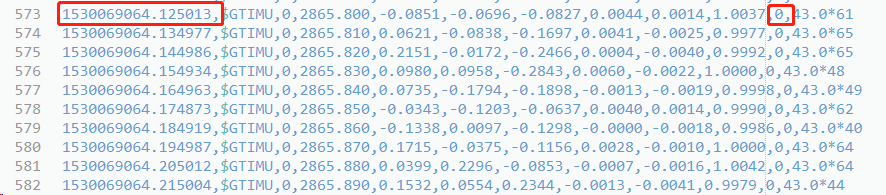 573 1530069064.125013,$GTIMU,0,2865.800,-0.0851,-0.0696,-0.0827,0.0044,0.0014,1.0037,0,43.0*61
574 1530069064.134977,$GTIMU,0,2865.810,0.0621,-0.0838,-0.1697,0.0041,-0.0025,0.9977,0,43.0*65
575 1530069064.144986,$GTIMU,0,2865.820,0.2151,-0.0172,-0.2466,0.0004,-0.0040,0.9992,0,43.0*65
576 1530069064.154934,$GTIMU,0,2865.830,0.0980,0.0958,-0.2843,0.0060,-0.0022,1.0000,0,43.0*48
577 1530069064.164963,$GTIMU,0,2865.840,0.0735,-0.1794,-0.1898,-0.0013,-0.0019,0.9998,0,43.0*49
578 1530069064.174873,$GTIMU,0,2865.850,-0.0343,-0.1203,-0.0637,0.0040,0.0014,0.9990,0,43.0*62
579 1530069064.184919,$GTIMU,0,2865.860,-0.1338,0.0097,-0.1298,-0.0000,-0.0018,0.9986,0,43.0*40
580 1530069064.194987,$GTIMU,0,2865.870,0.1715,-0.0375,-0.1156,0.0028,-0.0010,1.0000,0,43.0*64
581 1530069064.205012,$GTIMU,0,2865.880,0.0399,0.2296,-0.0853,-0.0007,-0.0016,1.0042,0,43.0*64
582 1530069064.215004,$GTIMU,0,2865.890,0.1532,0.0554,0.2344,-0.0013,-0.0041,0.9979,0,43.0*44